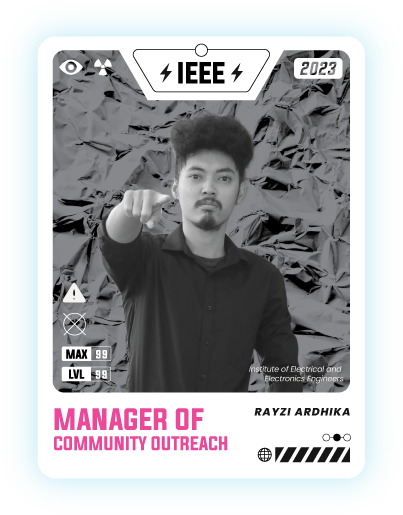 IEEE
2023
MAX 99
LVL 99
Institute of Electrical and
Electronics Engineers
MANAGER OF
COMMUNITY OUTREACH
RAYZI ARDHIKA